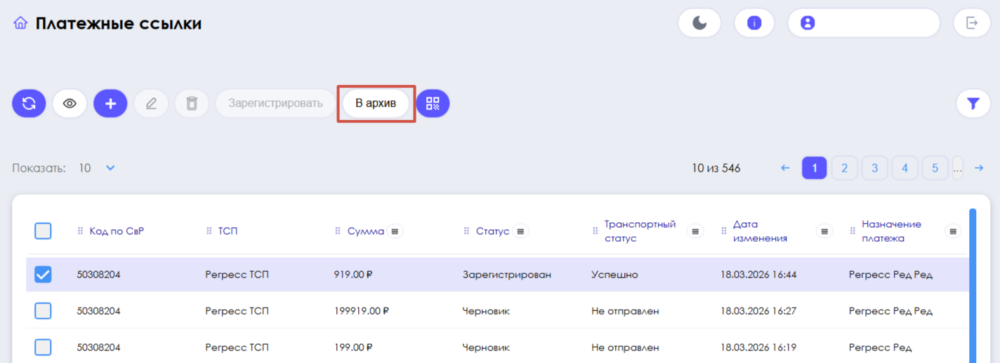 Платежные ссылки
Зарегистрировать В архив
Показать: 10 10 из 546 ← 1 2 3 4 5 ... →
Код по СвР ТСП Сумма Статус Транспортный статус Дата изменения Назначение платежа
50308204 Регресс ТСП 919.00 ₽ Зарегистрирован Успешно 18.03.2026 16:44 Регресс Ред Ред
50308204 Регресс ТСП 199919.00 ₽ Черновик Не отправлен 18.03.2026 16:27 Регресс Ред Ред
50308204 Регресс ТСП 199.00 ₽ Черновик Не отправлен 18.03.2026 16:19 Регресс Ред